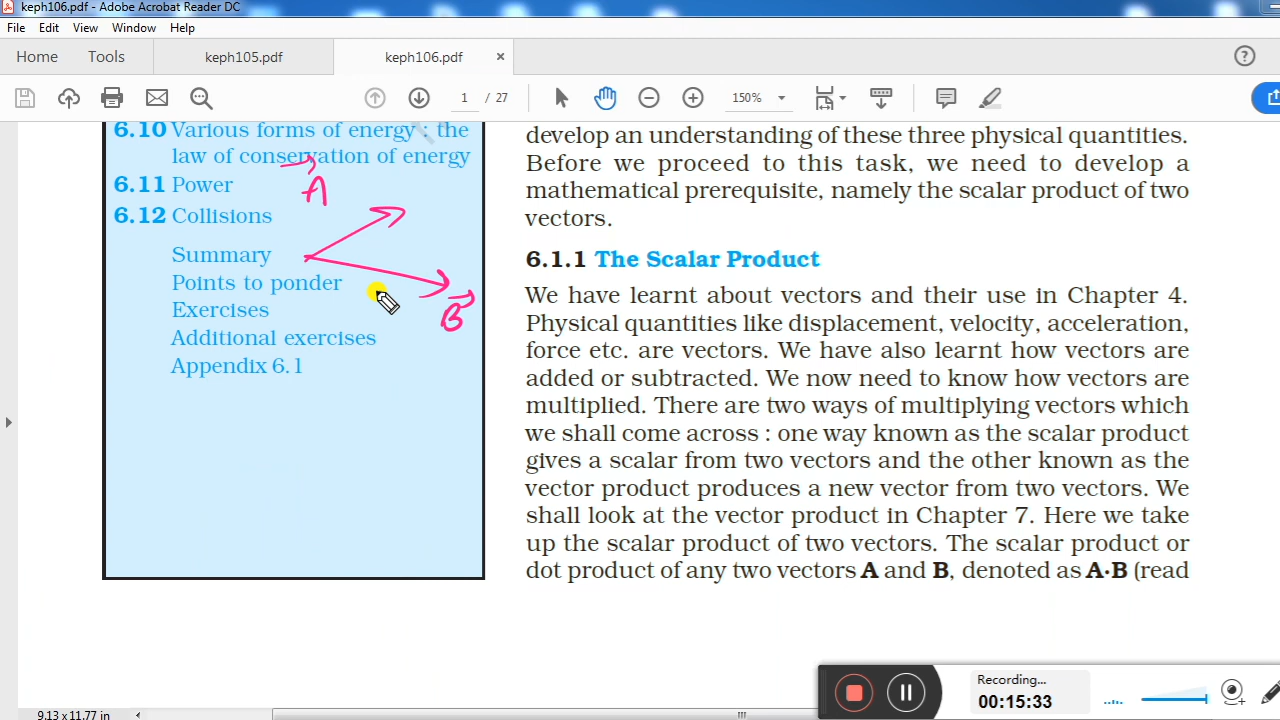 keph106.pdf - Adobe Acrobat Reader DC
File Edit View Window Help
Home Tools keph105.pdf keph106.pdf ×
1 / 27 150%
6.10 Various forms of energy : the
law of conservation of energy
6.11 Power
6.12 Collisions
Summary
Points to ponder
Exercises
Additional exercises
Appendix 6.1
A
B
develop an understanding of these three physical quantities.
Before we proceed to this task, we need to develop a
mathematical prerequisite, namely the scalar product of two
vectors.
6.1.1 The Scalar Product
We have learnt about vectors and their use in Chapter 4.
Physical quantities like displacement, velocity, acceleration,
force etc. are vectors. We have also learnt how vectors are
added or subtracted. We now need to know how vectors are
multiplied. There are two ways of multiplying vectors which
we shall come across : one way known as the scalar product
gives a scalar from two vectors and the other known as the
vector product produces a new vector from two vectors. We
shall look at the vector product in Chapter 7. Here we take
up the scalar product of two vectors. The scalar product or
dot product of any two vectors A and B, denoted as A·B (read
Recording...
00:15:33
9.13 x 11.77 in